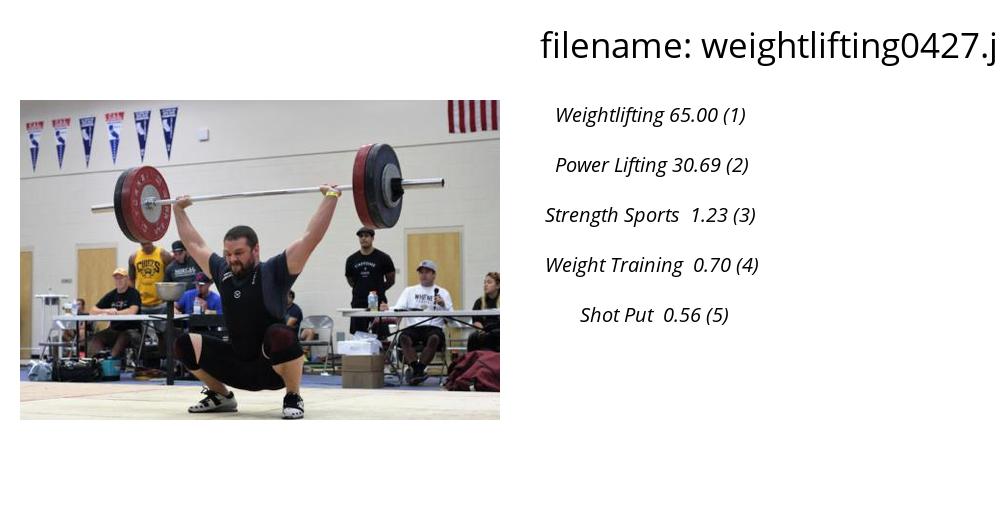 filename: weightlifting0427.j
Weightlifting 65.00 (1)
Power Lifting 30.69 (2)
Strength Sports 1.23 (3)
Weight Training 0.70 (4)
Shot Put 0.56 (5)